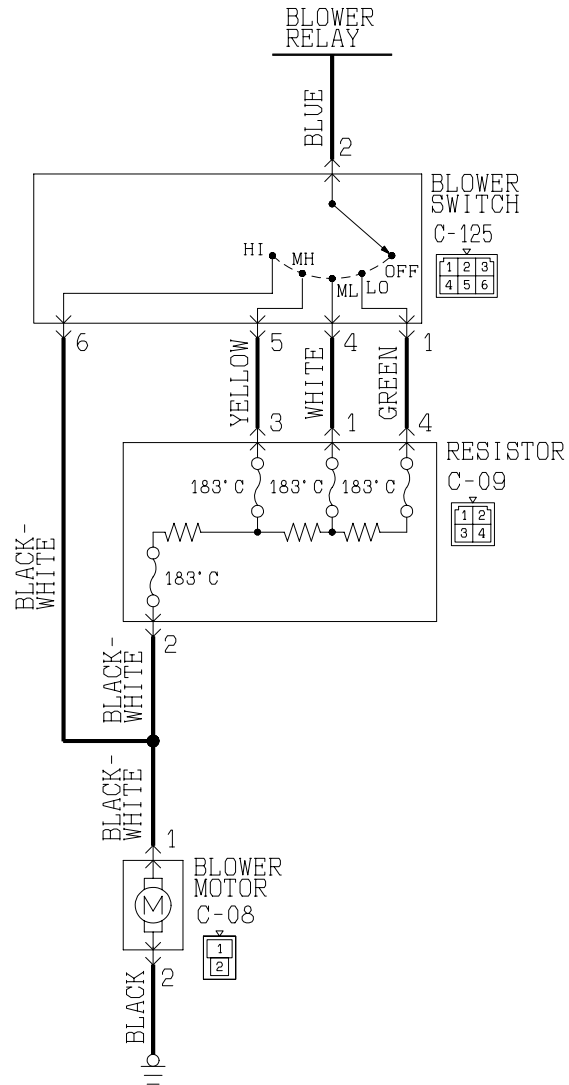 BLOWER
RELAY
BLUE
2
BLOWER
SWITCH
C-125
1 2 3
4 5 6
HI
MH
ML
LO
OFF
6
5
4
1
YELLOW
WHITE
GREEN
3
1
4
RESISTOR
C-09
1 2
3 4
183°C
183°C
183°C
183°C
BLACK-
WHITE
2
BLACK-
WHITE
BLACK-
WHITE
1
BLOWER
MOTOR
C-08
1
2
M
2
BLACK